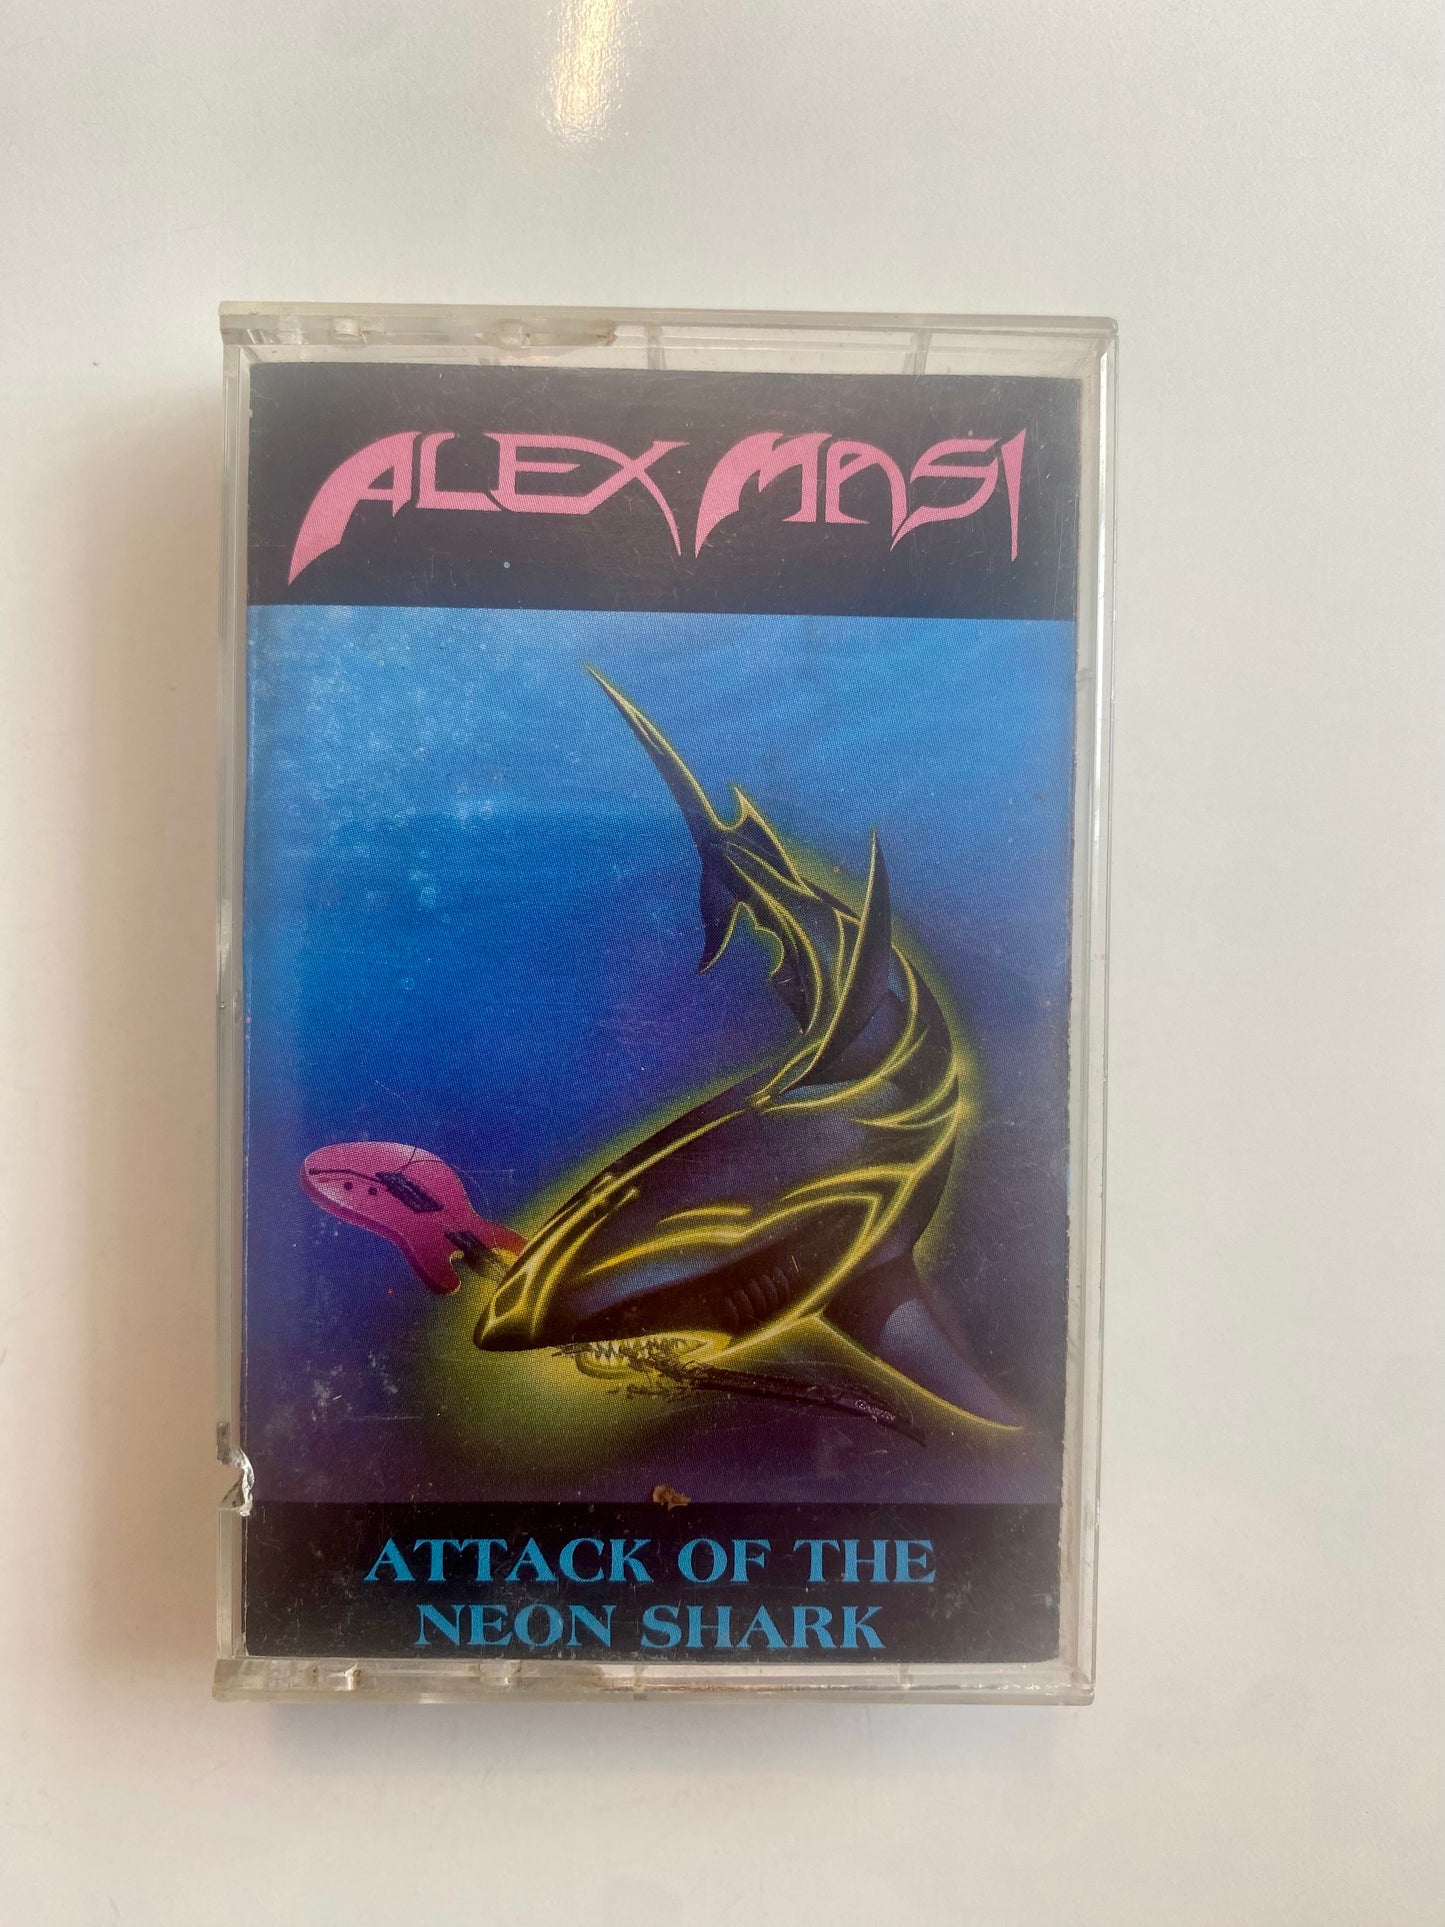 ALEX MASI
ATTACK OF THE
NEON SHARK